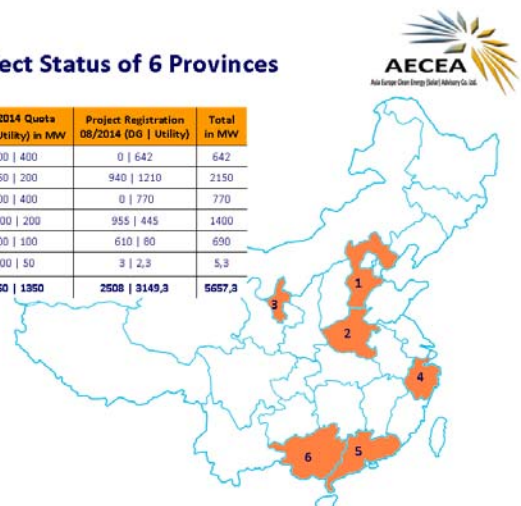 AECEA
Asia Europe Clean Energy (Solar) Advisory Co. Ltd.
ect Status of 6 Provinces
2014 Quota Project Registration Total
Utility) in MW 08/2014 (DG | Utility) in MW
00 | 400 0 | 642 642
50 | 200 940 | 1210 2150
00 | 400 0 | 770 770
00 | 200 955 | 445 1400
00 | 100 610 | 80 690
00 | 50 3 | 2,3 5,3
50 | 1350 2508 | 3149,3 5657,3
1
2
3
4
5
6